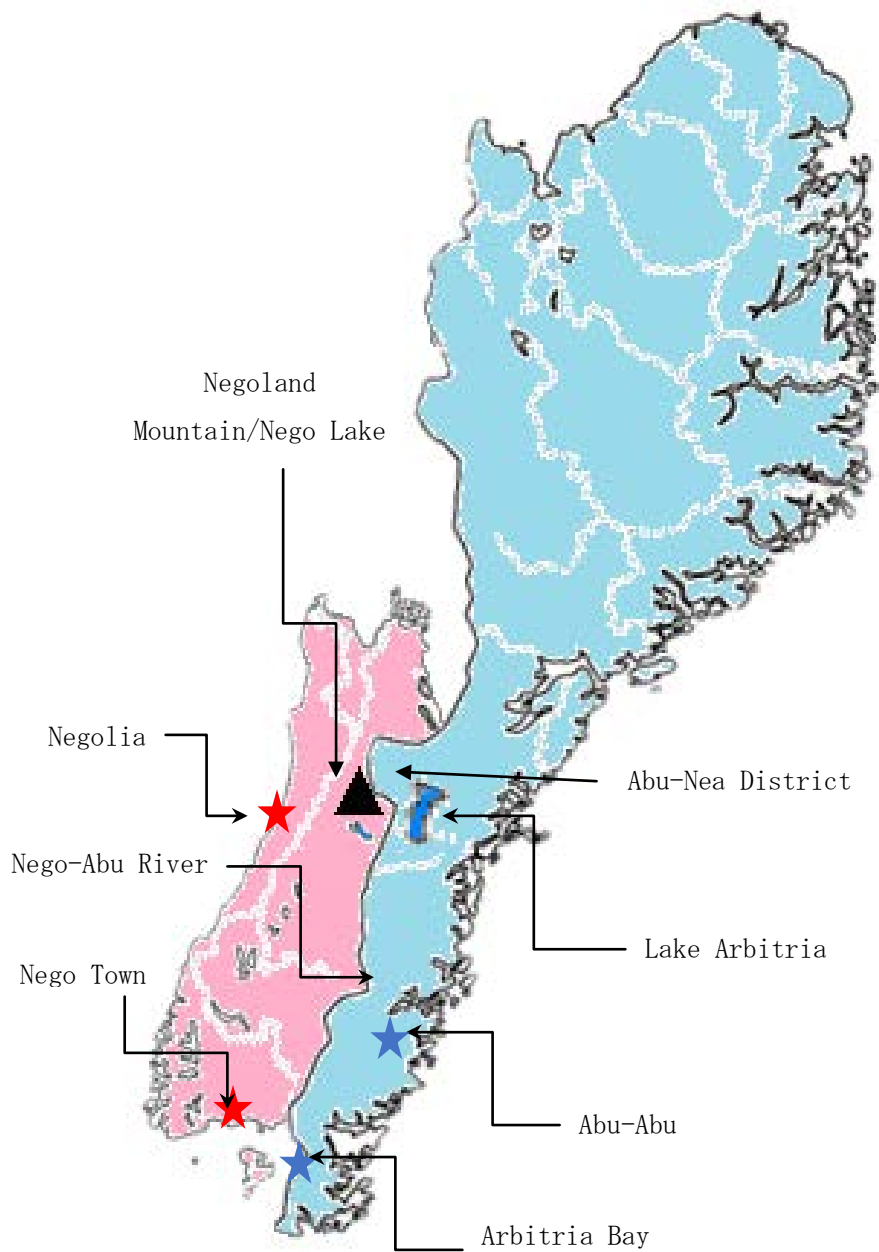 Negoland
Mountain/Nego Lake
Negolia
Abu-Nea District
Nego-Abu River
Lake Arbitria
Nego Town
Abu-Abu
Arbitria Bay